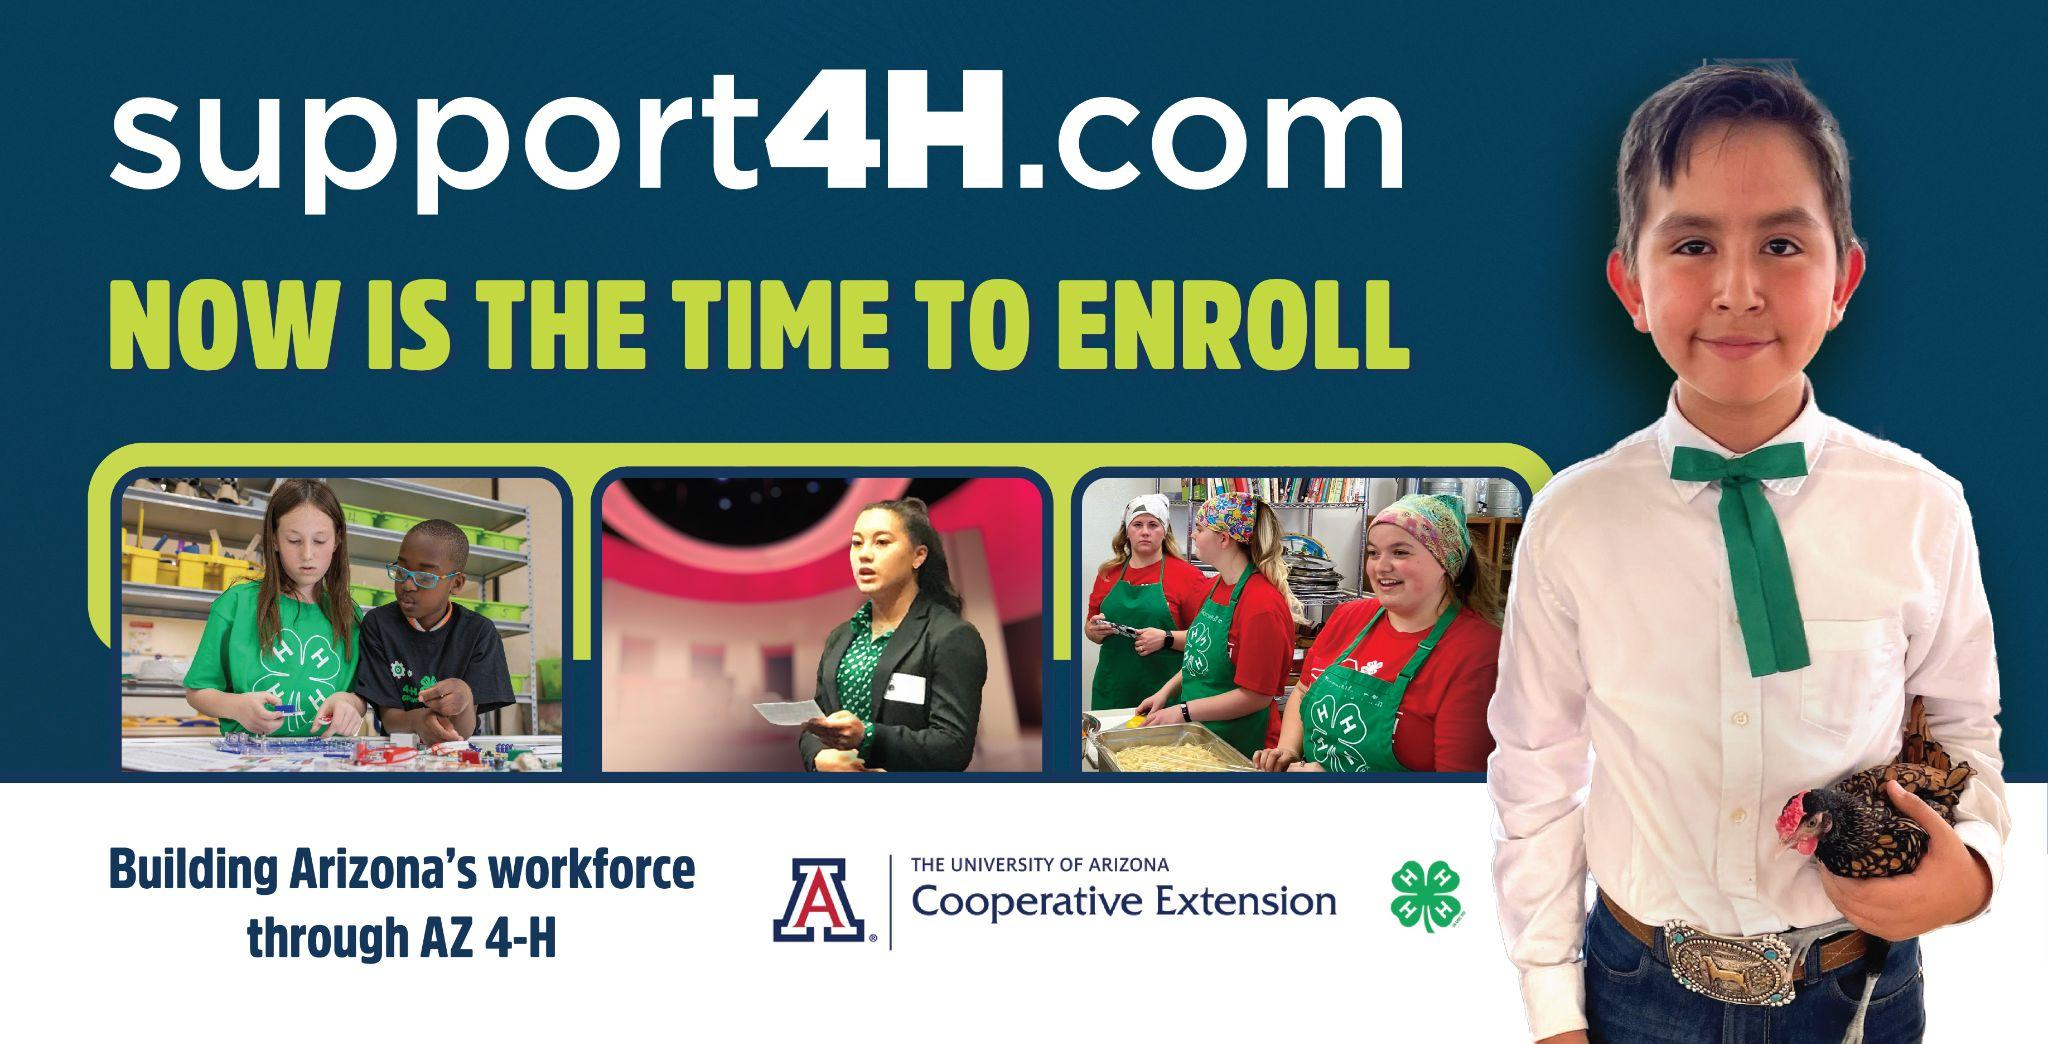 support4H.com
NOW IS THE TIME TO ENROLL
Building Arizona's workforce
through AZ 4-H
A
®
THE UNIVERSITY OF ARIZONA
Cooperative Extension
H H
H H